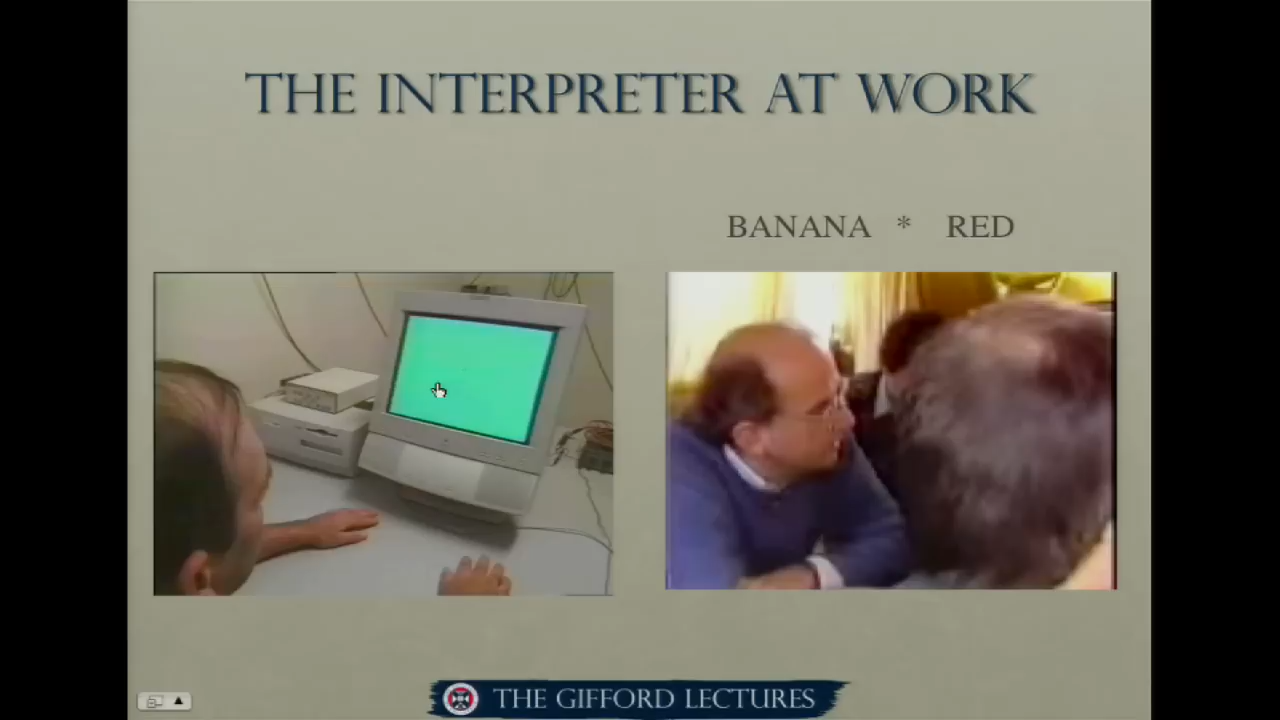 THE INTERPRETER AT WORK
BANANA * RED
THE GIFFORD LECTURES